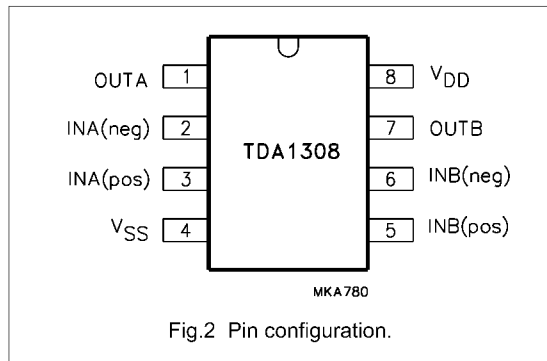 OUTA 1 8 VDD
INA(neg) 2 7 OUTB
TDA1308
INA(pos) 3 6 INB(neg)
VSS 4 5 INB(pos)
MKA780
Fig.2 Pin configuration.